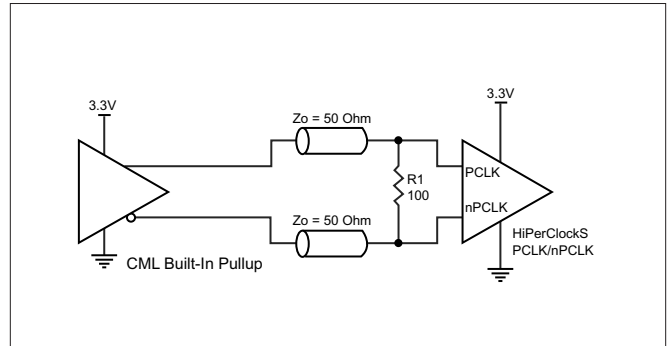 3.3V
3.3V
Zo = 50 Ohm
PCLK
R1
100
nPCLK
Zo = 50 Ohm
HiPerClockS
PCLK/nPCLK
CML Built-In Pullup